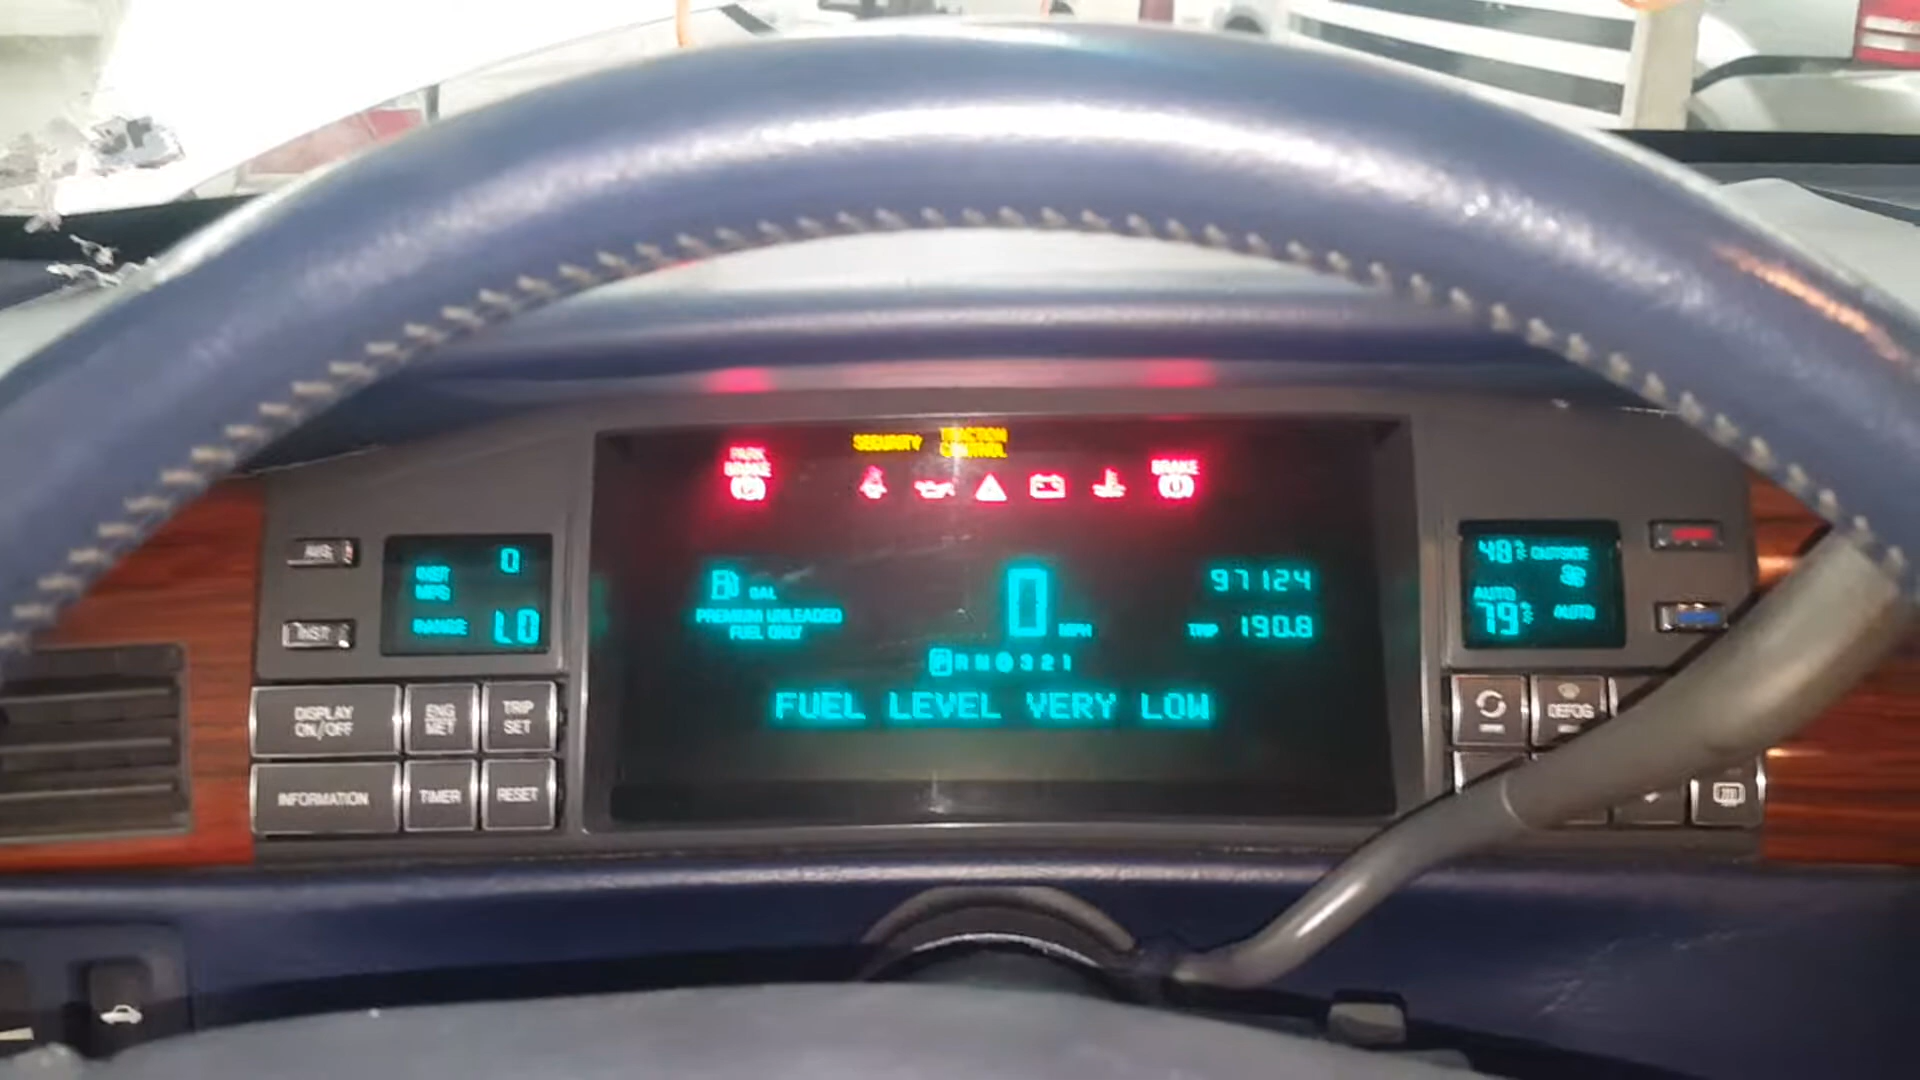 SECURITY
TRACTION
CONTROL
PARK
BRAKE
BRAKE
AVG
0
INST
MPG
RANGE LO
INST
GAL
PREMIUM UNLEADED
FUEL ONLY
0 MPH
97124
TRIP 190.8
P R N D 3 2 1
FUEL LEVEL VERY LOW
48° OUTSIDE
AUTO
79° AUTO
DISPLAY
ON/OFF
ENG
MET
TRIP
SET
INFORMATION
TIMER
RESET
DEFOG